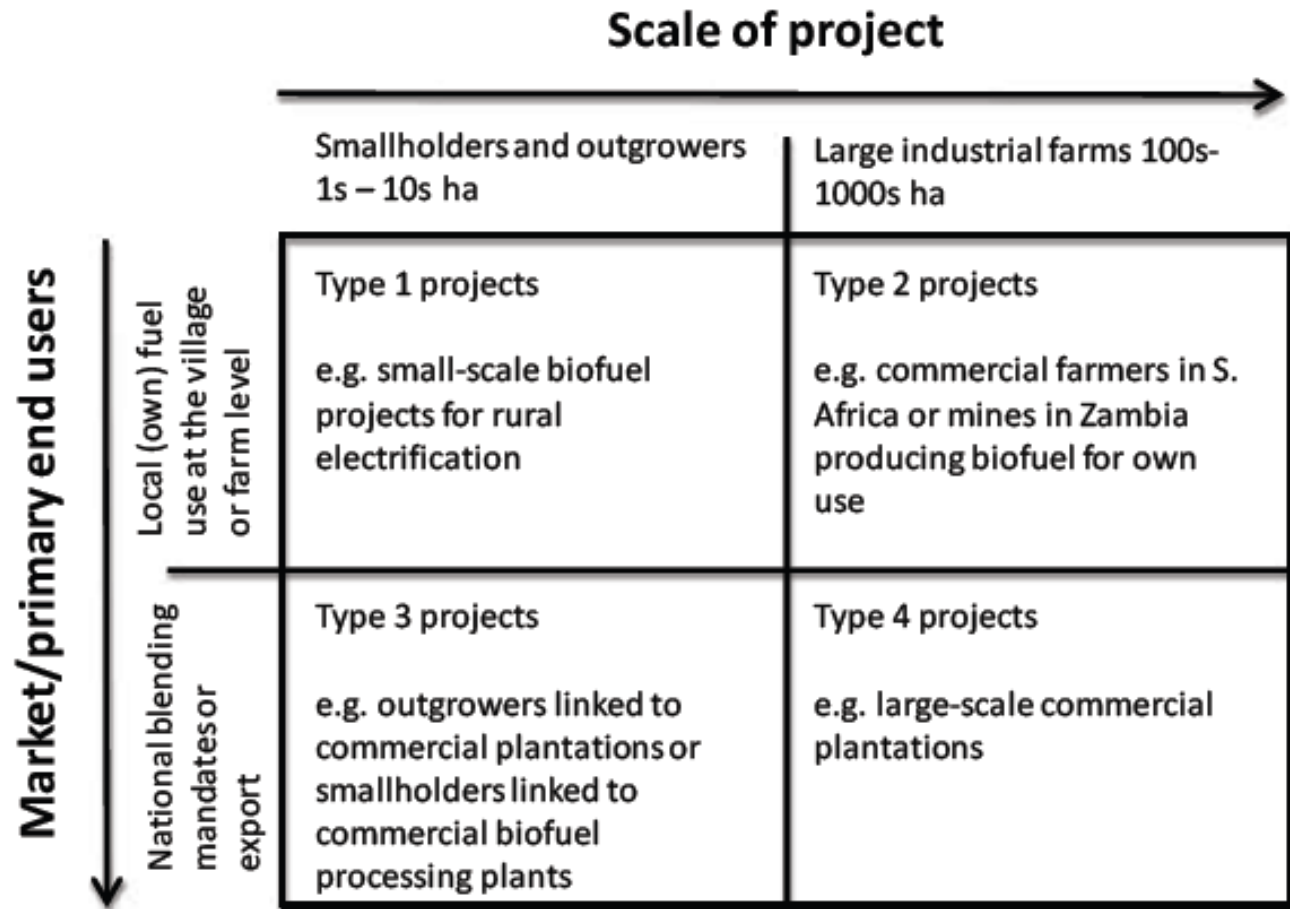 Scale of project
Smallholders and outgrowers
1s – 10s ha
Large industrial farms 100s-
1000s ha
Market/primary end users
Local (own) fuel
use at the village
or farm level
Type 1 projects
e.g. small-scale biofuel
projects for rural
electrification
Type 2 projects
e.g. commercial farmers in S.
Africa or mines in Zambia
producing biofuel for own
use
National blending
mandates or
export
Type 3 projects
e.g. outgrowers linked to
commercial plantations or
smallholders linked to
commercial biofuel
processing plants
Type 4 projects
e.g. large-scale commercial
plantations